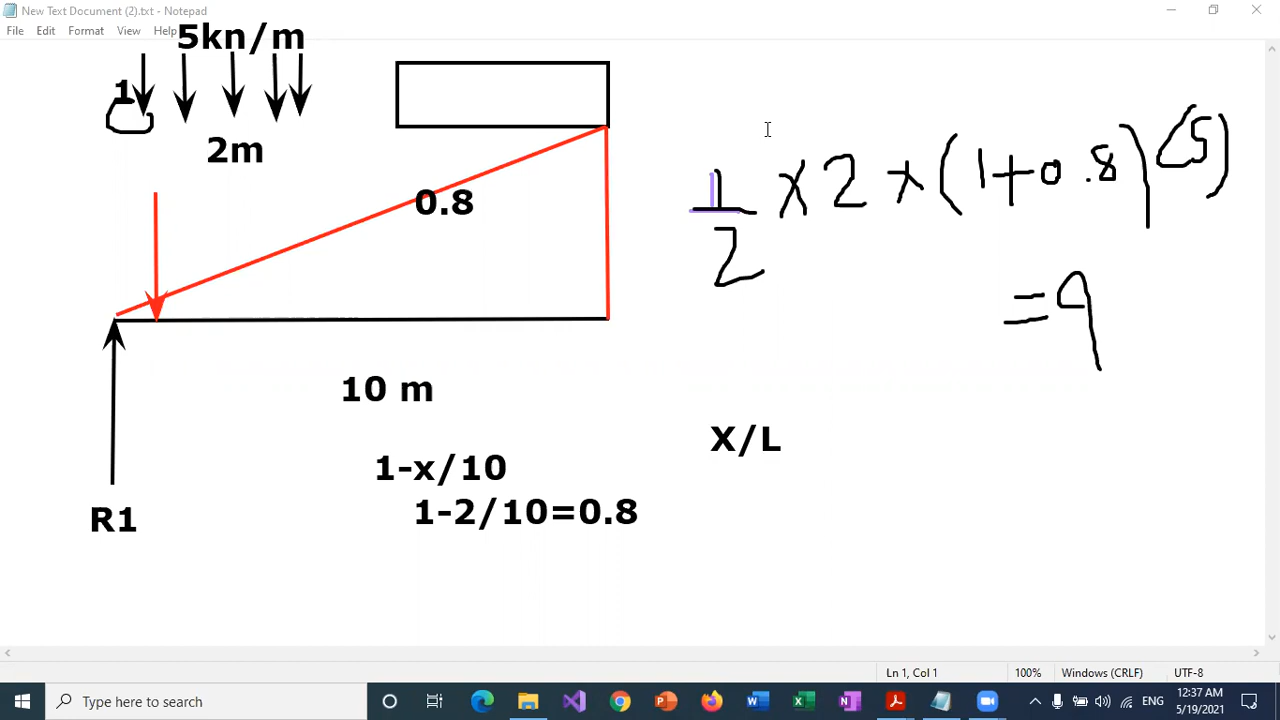 New Text Document (2).txt - Notepad
File Edit Format View Help
5kn/m
1
2m
0.8
1/2 x 2 x (1+0.8) (5)
= 9
10 m
X/L
1-x/10
1-2/10=0.8
R1
Ln 1, Col 1 100% Windows (CRLF) UTF-8
Type here to search
ENG
12:37 AM
5/19/2021